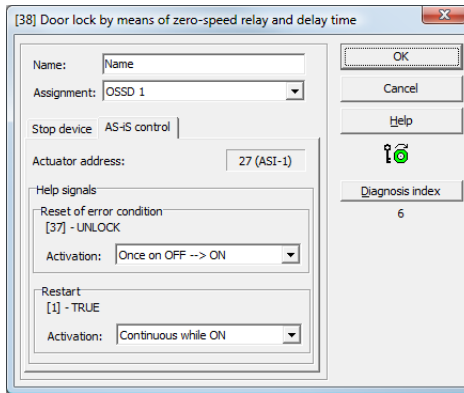 [38] Door lock by means of zero-speed relay and delay time
Name: Name
Assignment: OSSD 1
Stop device AS-iS control
Actuator address: 27 (ASI-1)
Help signals
Reset of error condition
[37] - UNLOCK
Activation: Once on OFF --> ON
Restart
[1] - TRUE
Activation: Continuous while ON
OK
Cancel
Help
Diagnosis index
6